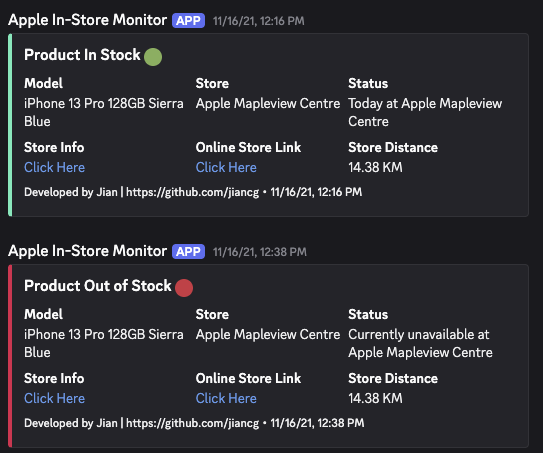 Apple In-Store Monitor APP 11/16/21, 12:16 PM
Product In Stock
Model Store Status
iPhone 13 Pro 128GB Sierra Apple Mapleview Centre Today at Apple Mapleview
Blue Centre
Store Info Online Store Link Store Distance
Click Here Click Here 14.38 KM
Developed by Jian | https://github.com/jiancg • 11/16/21, 12:16 PM
Apple In-Store Monitor APP 11/16/21, 12:38 PM
Product Out of Stock
Model Store Status
iPhone 13 Pro 128GB Sierra Apple Mapleview Centre Currently unavailable at
Blue Apple Mapleview Centre
Store Info Online Store Link Store Distance
Click Here Click Here 14.38 KM
Developed by Jian | https://github.com/jiancg • 11/16/21, 12:38 PM